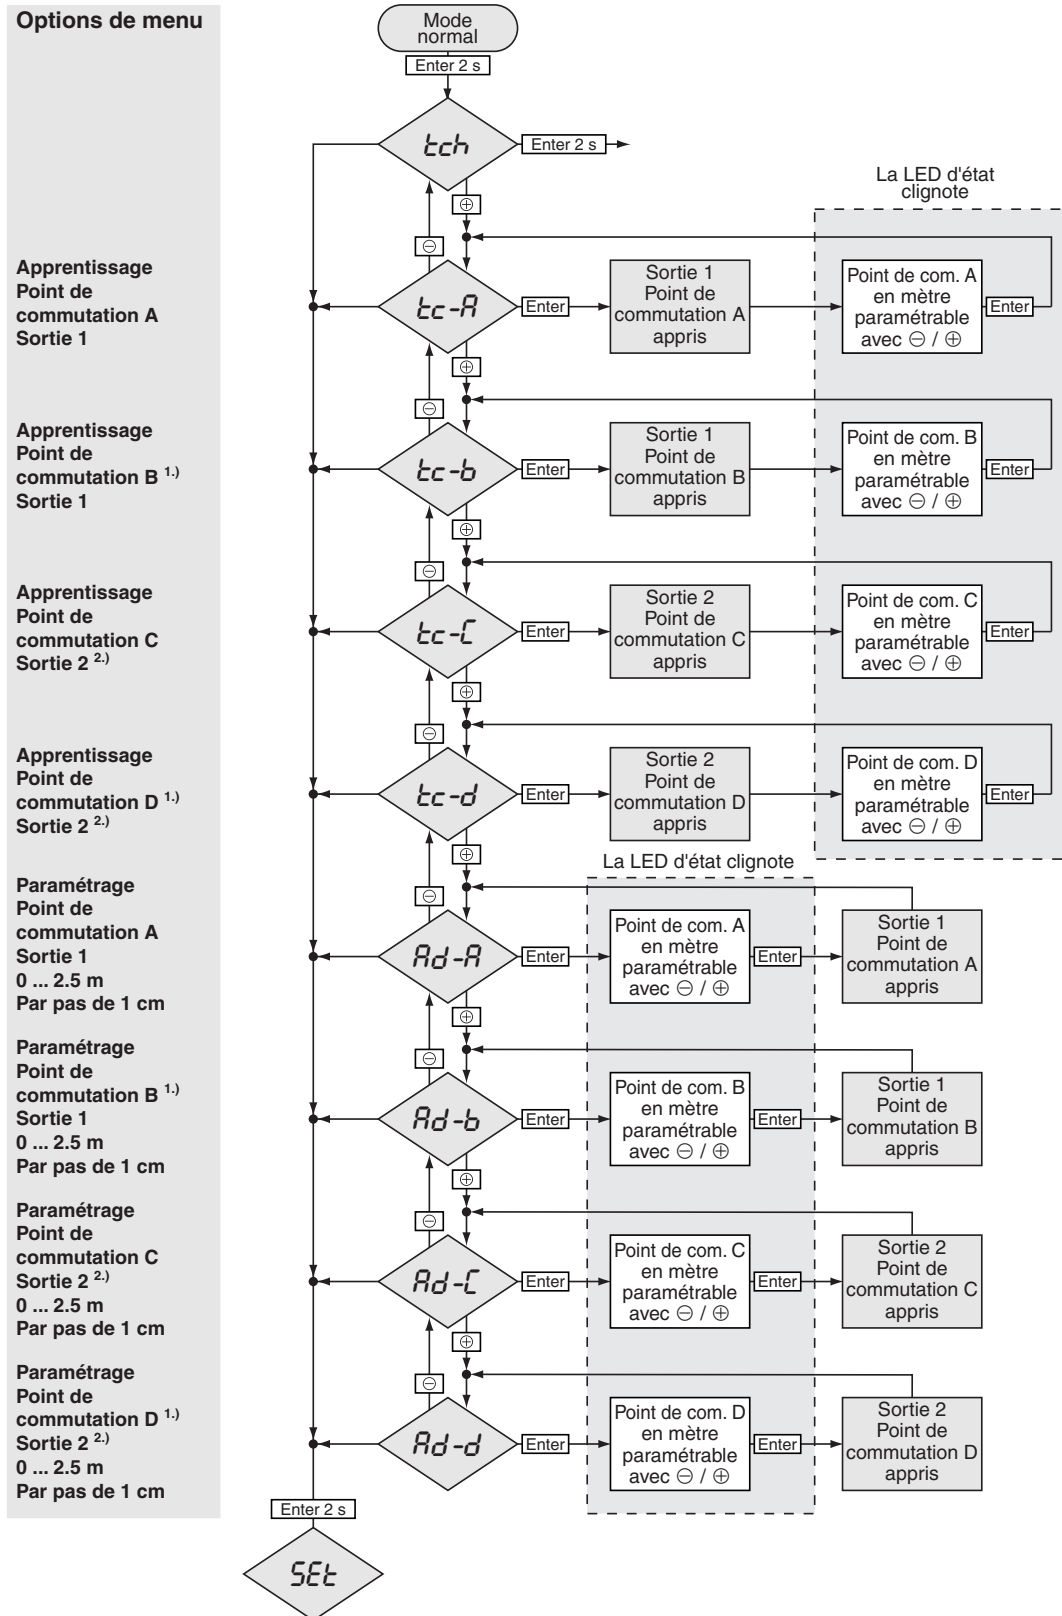 Options de menu
Mode
normal
Enter 2 s
tch
Enter 2 s
La LED d'état
clignote
⊕
⊖
Apprentissage
Point de
commutation A
Sortie 1
tc-A
Enter
Sortie 1
Point de
commutation A
appris
Point de com. A
en mètre
paramétrable
avec ⊖ / ⊕
Enter
⊕
⊖
Apprentissage
Point de
commutation B 1.)
Sortie 1
tc-b
Enter
Sortie 1
Point de
commutation B
appris
Point de com. B
en mètre
paramétrable
avec ⊖ / ⊕
Enter
⊕
⊖
Apprentissage
Point de
commutation C
Sortie 2 2.)
tc-C
Enter
Sortie 2
Point de
commutation C
appris
Point de com. C
en mètre
paramétrable
avec ⊖ / ⊕
Enter
⊕
⊖
Apprentissage
Point de
commutation D 1.)
Sortie 2 2.)
tc-d
Enter
Sortie 2
Point de
commutation D
appris
Point de com. D
en mètre
paramétrable
avec ⊖ / ⊕
Enter
⊕
La LED d'état clignote
⊖
Paramétrage
Point de
commutation A
Sortie 1
0 ... 2.5 m
Par pas de 1 cm
Ad-A
Enter
Point de com. A
en mètre
paramétrable
avec ⊖ / ⊕
Enter
Sortie 1
Point de
commutation A
appris
⊕
⊖
Paramétrage
Point de
commutation B 1.)
Sortie 1
0 ... 2.5 m
Par pas de 1 cm
Ad-b
Enter
Point de com. B
en mètre
paramétrable
avec ⊖ / ⊕
Enter
Sortie 1
Point de
commutation B
appris
⊕
⊖
Paramétrage
Point de
commutation C
Sortie 2 2.)
0 ... 2.5 m
Par pas de 1 cm
Ad-C
Enter
Point de com. C
en mètre
paramétrable
avec ⊖ / ⊕
Enter
Sortie 2
Point de
commutation C
appris
⊕
⊖
Paramétrage
Point de
commutation D 1.)
Sortie 2 2.)
0 ... 2.5 m
Par pas de 1 cm
Ad-d
Enter
Point de com. D
en mètre
paramétrable
avec ⊖ / ⊕
Enter
Sortie 2
Point de
commutation D
appris
Enter 2 s
SEt